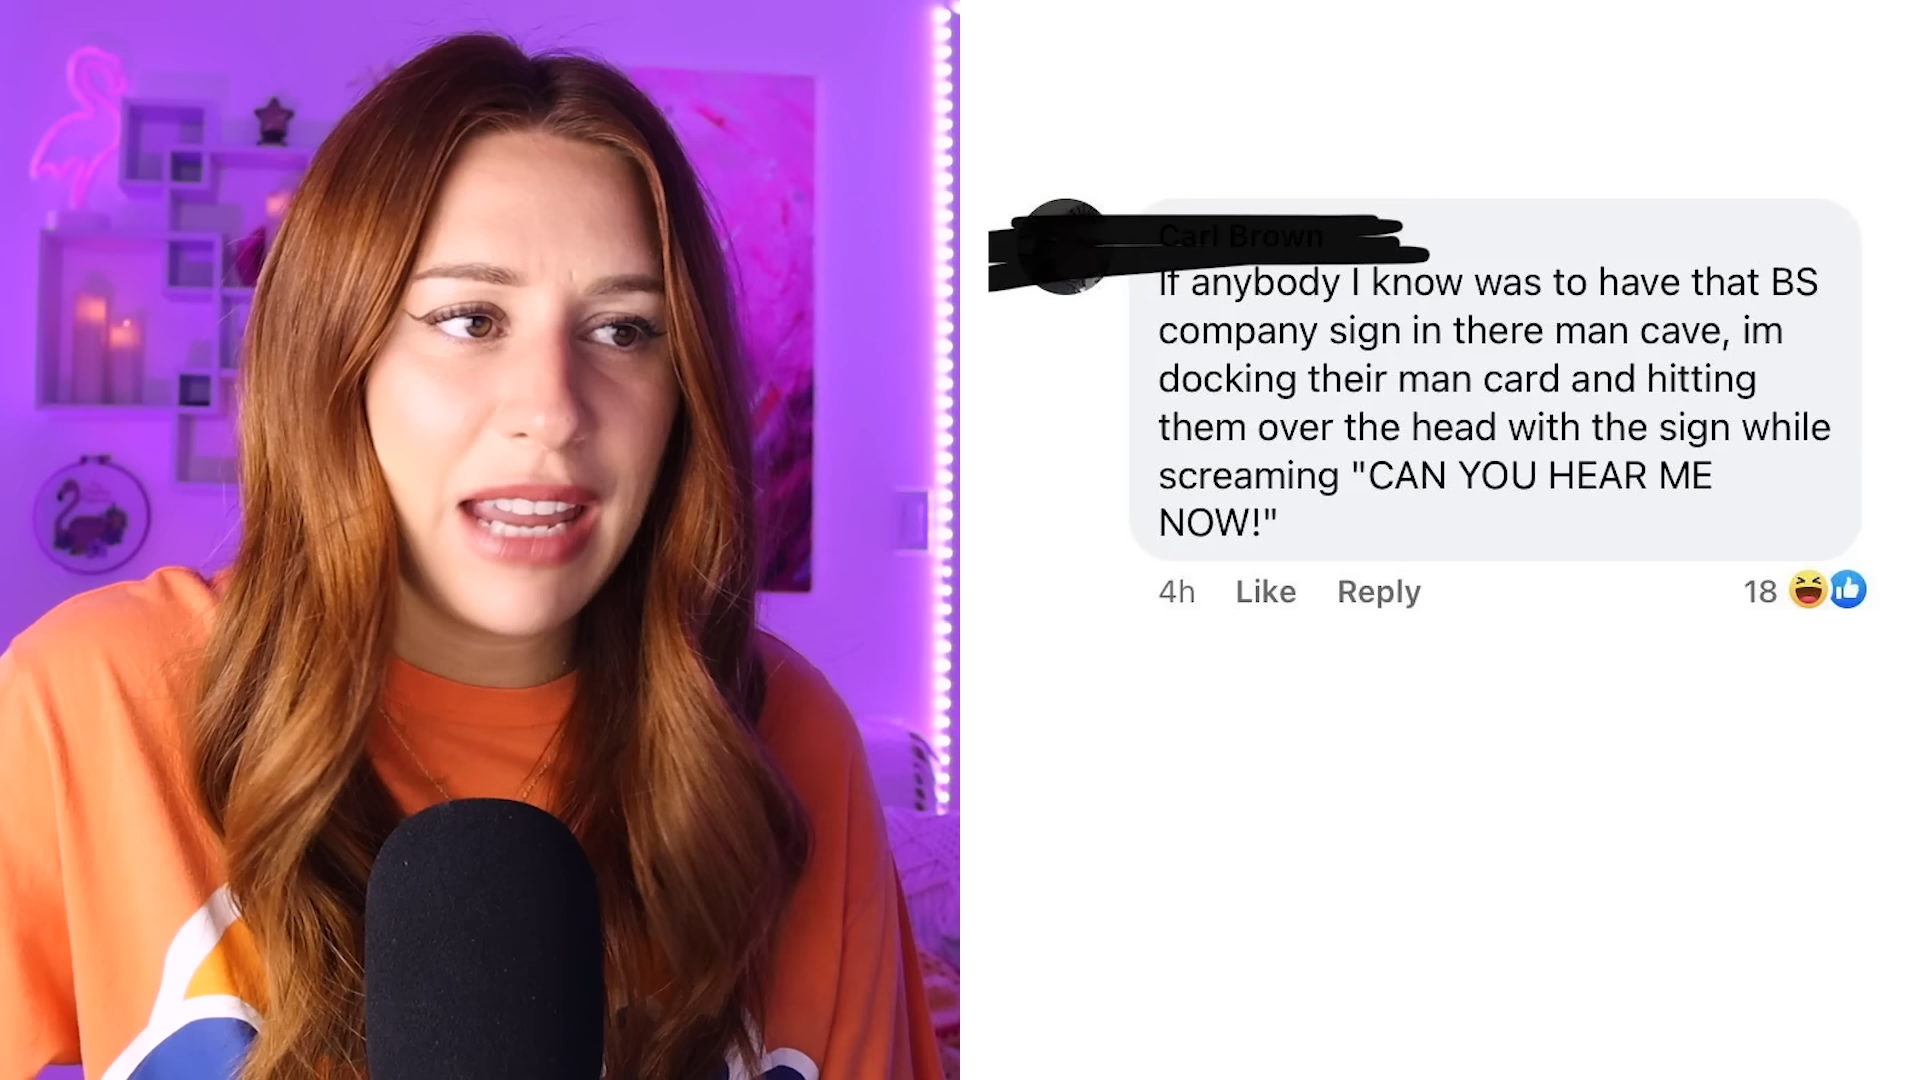 Carl Brown
If anybody I know was to have that BS
company sign in there man cave, im
docking their man card and hitting
them over the head with the sign while
screaming "CAN YOU HEAR ME
NOW!"
4h Like Reply 18